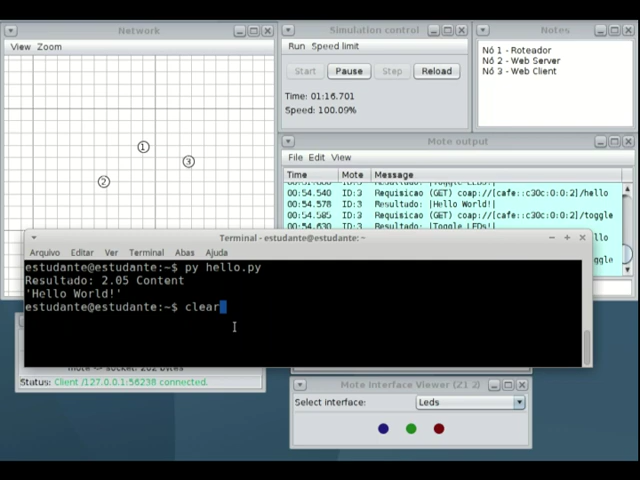 Network
View Zoom
1
3
2
Simulation control
Run Speed limit
Start Pause Step Reload
Time: 01:16.701
Speed: 100.09%
Notes
Nó 1 - Roteador
Nó 2 - Web Server
Nó 3 - Web Client
Mote output
File Edit View
Time Mote Message
00:54.540 ID:3 Requisicao (GET) coap://[cafe::c30c:0:0:2]/hello
00:54.578 ID:3 Resultado: |Hello World!|
00:54.585 ID:3 Requisicao (GET) coap://[cafe::c30c:0:0:2]/toggle
00:54.630 ID:3 Resultado: |Toggle LEDs!|
hello
oggle
Terminal - estudante@estudante:~
Arquivo Editar Ver Terminal Abas Ajuda
estudante@estudante:~$ py hello.py
Resultado: 2.05 Content
'Hello World!'
estudante@estudante:~$ clear
mote -> socket: 202 bytes
Status: Client /127.0.0.1:56238 connected.
Mote Interface Viewer (Z1 2)
Select interface: Leds